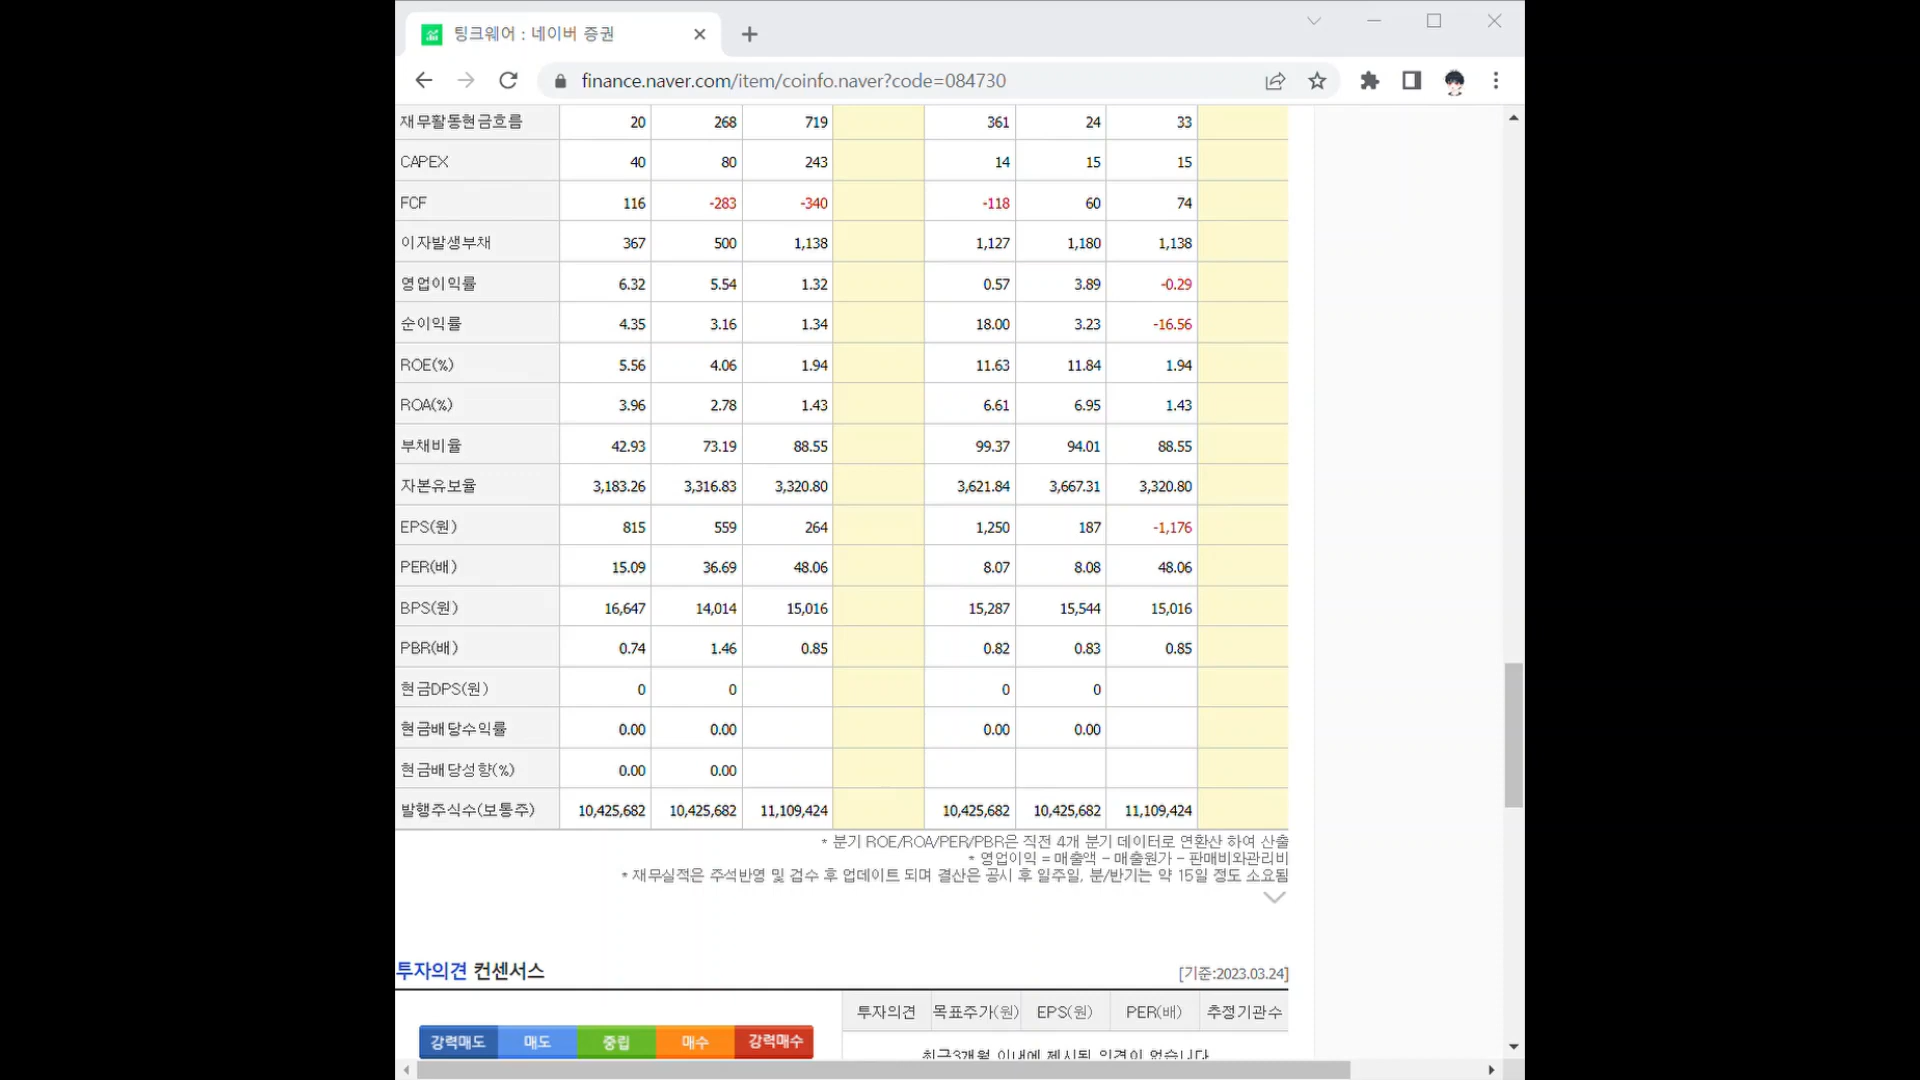 팅크웨어 : 네이버 증권
finance.naver.com/item/coinfo.naver?code=084730
재무활동현금흐름 20 268 719 361 24 33
CAPEX 40 80 243 14 15 15
FCF 116 -283 -340 -118 60 74
이자발생부채 367 500 1,138 1,127 1,180 1,138
영업이익률 6.32 5.54 1.32 0.57 3.89 -0.29
순이익률 4.35 3.16 1.34 18.00 3.23 -16.56
ROE(%) 5.56 4.06 1.94 11.63 11.84 1.94
ROA(%) 3.96 2.78 1.43 6.61 6.95 1.43
부채비율 42.93 73.19 88.55 99.37 94.01 88.55
자본유보율 3,183.26 3,316.83 3,320.80 3,621.84 3,667.31 3,320.80
EPS(원) 815 559 264 1,250 187 -1,176
PER(배) 15.09 36.69 48.06 8.07 8.08 48.06
BPS(원) 16,647 14,014 15,016 15,287 15,544 15,016
PBR(배) 0.74 1.46 0.85 0.82 0.83 0.85
현금DPS(원) 0 0 0 0
현금배당수익률 0.00 0.00 0.00 0.00
현금배당성향(%) 0.00 0.00
발행주식수(보통주) 10,425,682 10,425,682 11,109,424 10,425,682 10,425,682 11,109,424
* 분기 ROE/ROA/PER/PBR은 직전 4개 분기 데이터로 연환산 하여 산출
* 영업이익 = 매출액 - 매출원가 - 판매비와관리비
* 재무실적은 주석반영 및 검수 후 업데이트 되며 결산은 공시 후 일주일, 분/반기는 약 15일 정도 소요됨
투자의견 컨센서스 [기준:2023.03.24]
투자의견 목표주가(원) EPS(원) PER(배) 추정기관수
강력매도 매도 중립 매수 강력매수
최근3개월 이내에 제시된 의견이 없습니다